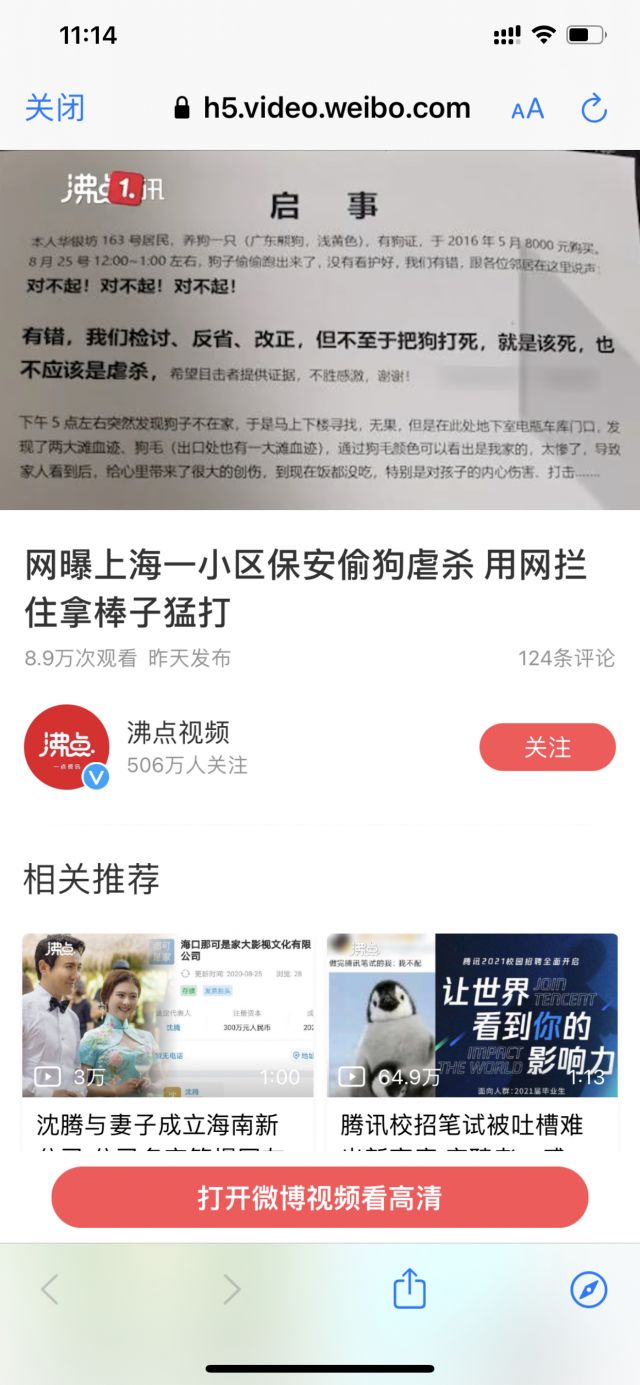 11:14
关闭
h5.video.weibo.com
AA
沸点
1.
讯
启 事
本人华银坊 163 号居民，养狗一只（广东熊狗，浅黄色），有狗证，于 2016 年 5 月 8000 元购买。
8 月 25 号 12:00~1:00 左右，狗子偷偷跑出来了，没有看护好，我们有错，跟各位邻居在这里说声：
对不起！对不起！对不起！
有错，我们检讨、反省、改正，但不至于把狗打死，就是该死，也
不应该是虐杀，希望目击者提供证据，不胜感激，谢谢！
下午 5 点左右突然发现狗子不在家，于是马上下楼寻找，无果，但是在此处地下室电瓶车库门口，发
现了两大滩血迹、狗毛（出口处也有一大滩血迹），通过狗毛颜色可以看出是我家的，太惨了，导致
家人看到后，给心里带来了很大的创伤，到现在饭都没吃，特别是对孩子的内心伤害．打击......
网曝上海一小区保安偷狗虐杀 用网拦
住拿棒子猛打
8.9万次观看 昨天发布
124条评论
沸点
一点资讯
沸点视频
506万人关注
关注
相关推荐
沸点
海口那可是家大影视文化有限
公司
更新时间: 2020-08-25 浏览: 28
存续 发票抬头
法定代表人 注册资本
沈腾 300万元人民币 202
暂无电话
沈腾
3万
1:00
沈腾与妻子成立海南新
沸点
做完腾讯笔试的我：我不配
腾讯2021校园招聘全面开启
让世界
JOIN
TENCENT
看到你的
IMPACT
THE WORLD
影响力
面向人群:2021届毕业生
64.9万
1:13
腾讯校招笔试被吐槽难
打开微博视频看高清